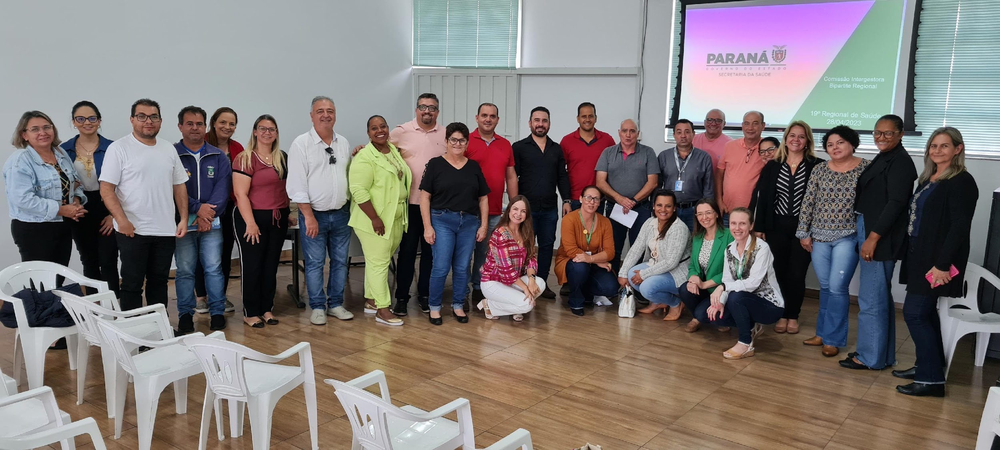 PARANÁ
GOVERNO DO ESTADO
SECRETARIA DA SAÚDE
Comissão Intergestora
Bipartite Regional
19º Regional de Saúde
28/04/2023